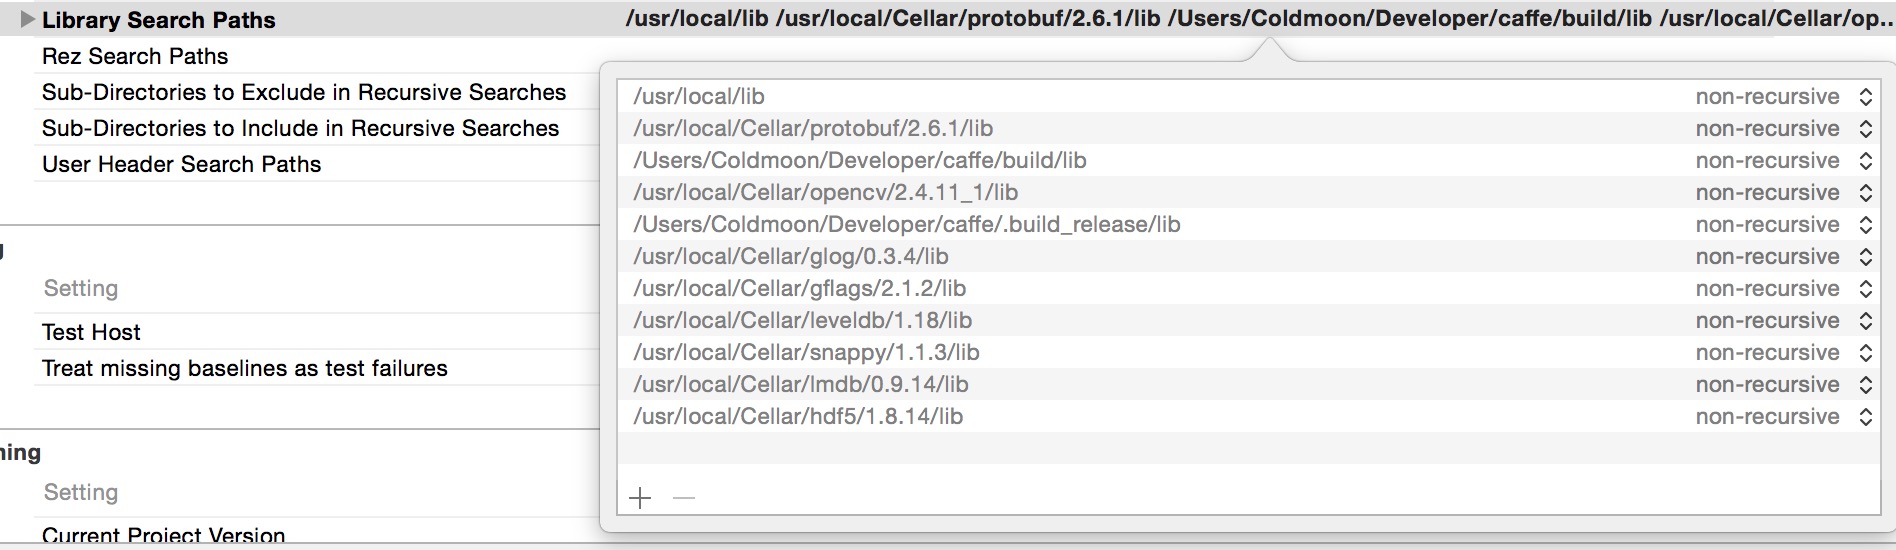 Library Search Paths /usr/local/lib /usr/local/Cellar/protobuf/2.6.1/lib /Users/Coldmoon/Developer/caffe/build/lib /usr/local/Cellar/op...
Rez Search Paths
Sub-Directories to Exclude in Recursive Searches
Sub-Directories to Include in Recursive Searches
User Header Search Paths
Setting
Test Host
Treat missing baselines as test failures
ning
Setting
Current Project Version
/usr/local/lib non-recursive
/usr/local/Cellar/protobuf/2.6.1/lib non-recursive
/Users/Coldmoon/Developer/caffe/build/lib non-recursive
/usr/local/Cellar/opencv/2.4.11_1/lib non-recursive
/Users/Coldmoon/Developer/caffe/.build_release/lib non-recursive
/usr/local/Cellar/glog/0.3.4/lib non-recursive
/usr/local/Cellar/gflags/2.1.2/lib non-recursive
/usr/local/Cellar/leveldb/1.18/lib non-recursive
/usr/local/Cellar/snappy/1.1.3/lib non-recursive
/usr/local/Cellar/lmdb/0.9.14/lib non-recursive
/usr/local/Cellar/hdf5/1.8.14/lib non-recursive